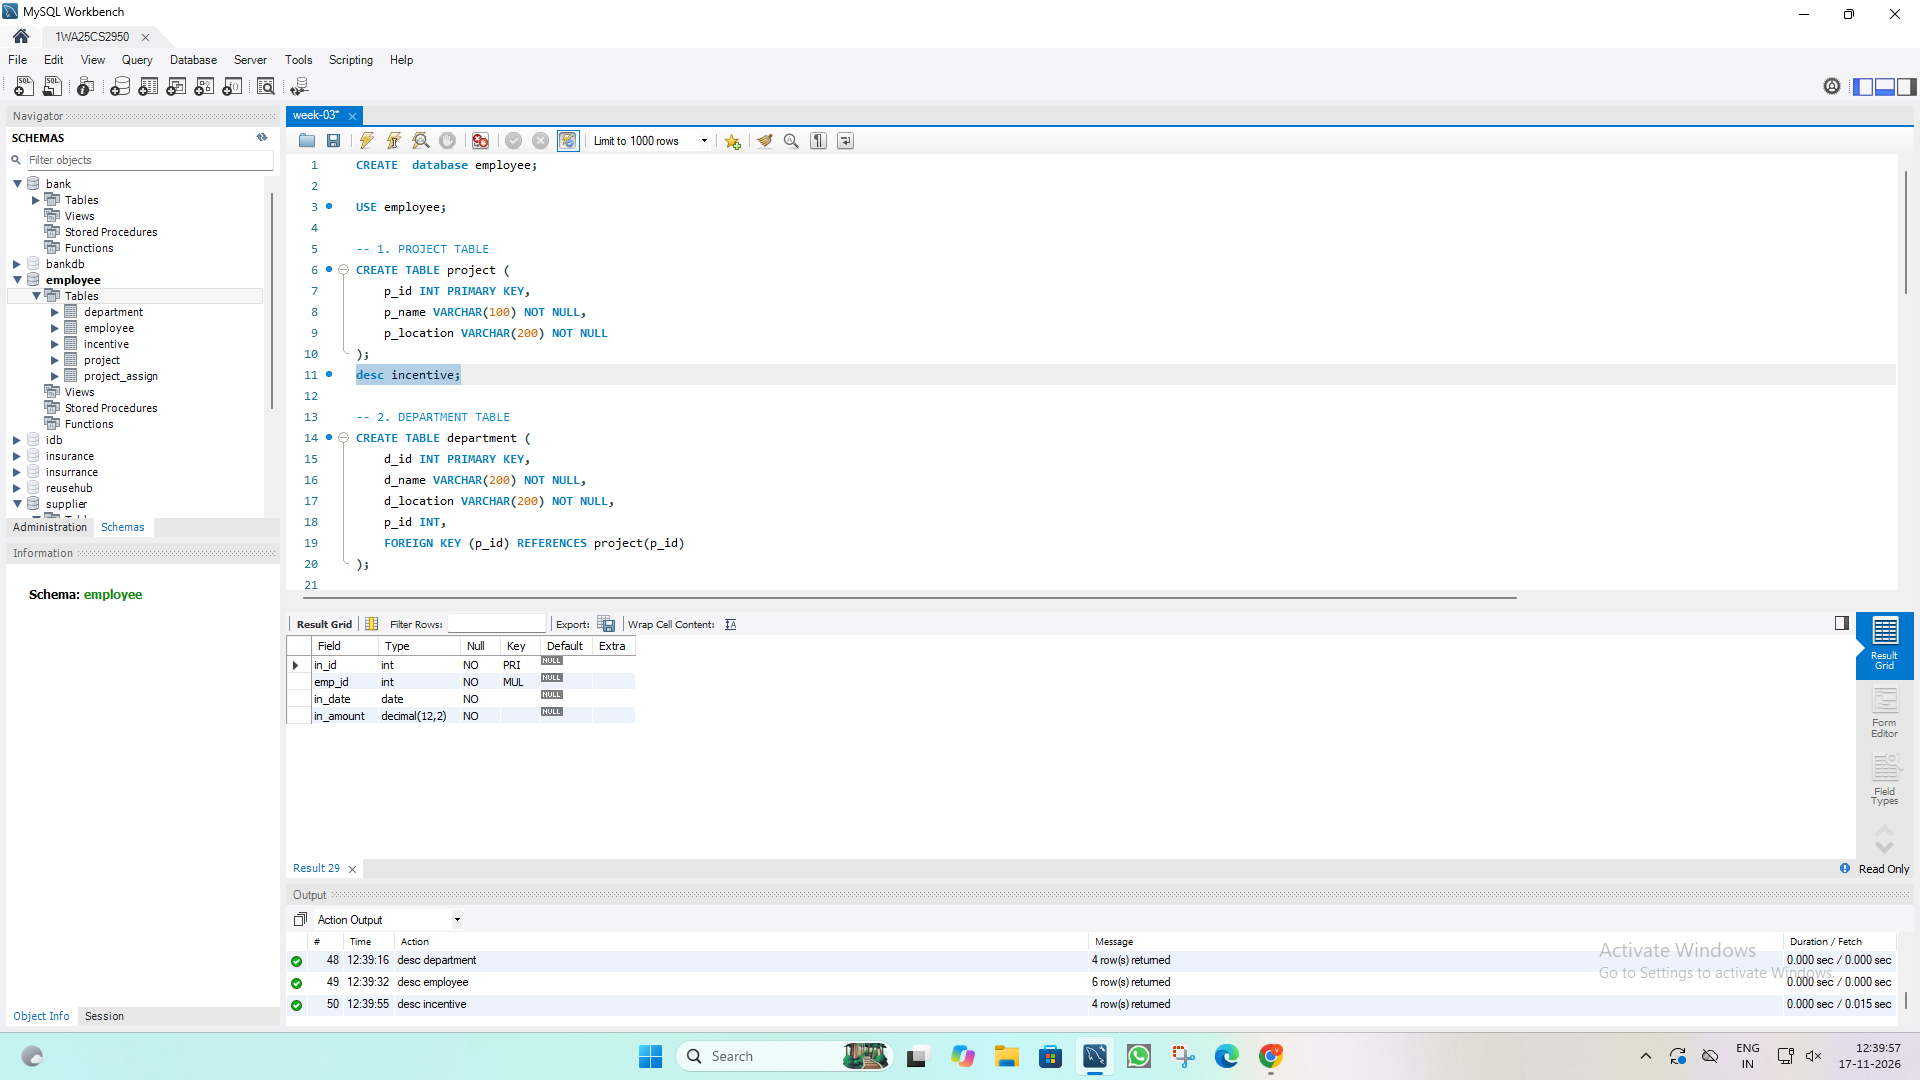 MySQL Workbench
1WA25CS2950
File Edit View Query Database Server Tools Scripting Help
Navigator
SCHEMAS
Filter objects
bank
Tables
Views
Stored Procedures
Functions
bankdb
employee
Tables
department
employee
incentive
project
project_assign
Views
Stored Procedures
Functions
idb
insurance
insurrance
reusehub
supplier
Administration Schemas
Information
Schema: employee
Object Info Session
week-03*
Limit to 1000 rows
1 CREATE database employee;
2
3 USE employee;
4
5 -- 1. PROJECT TABLE
6 CREATE TABLE project (
7 p_id INT PRIMARY KEY,
8 p_name VARCHAR(100) NOT NULL,
9 p_location VARCHAR(200) NOT NULL
10 );
11 desc incentive;
12
13 -- 2. DEPARTMENT TABLE
14 CREATE TABLE department (
15 d_id INT PRIMARY KEY,
16 d_name VARCHAR(200) NOT NULL,
17 d_location VARCHAR(200) NOT NULL,
18 p_id INT,
19 FOREIGN KEY (p_id) REFERENCES project(p_id)
20 );
21
Result Grid Filter Rows: Export: Wrap Cell Content:
Field Type Null Key Default Extra
in_id int NO PRI NULL
emp_id int NO MUL NULL
in_date date NO NULL
in_amount decimal(12,2) NO NULL
Result Grid
Form Editor
Field Types
Result 29
Read Only
Output
Action Output
# Time Action Message Duration / Fetch
48 12:39:16 desc department 4 row(s) returned 0.000 sec / 0.000 sec
49 12:39:32 desc employee 6 row(s) returned 0.000 sec / 0.000 sec
50 12:39:55 desc incentive 4 row(s) returned 0.000 sec / 0.015 sec
Activate Windows
Go to Settings to activate Windows.
Search
ENG
IN
12:39:57
17-11-2026